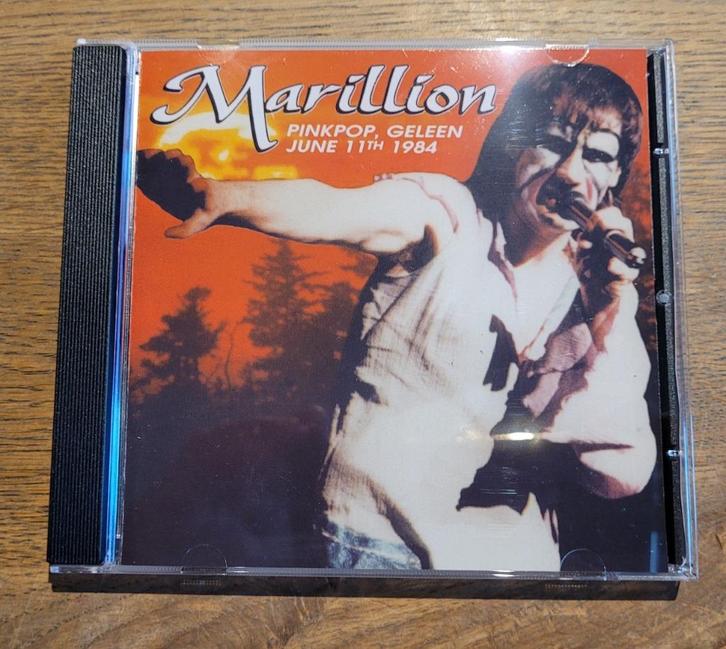 Marillion
PINKPOP, GELEEN
JUNE 11TH 1984